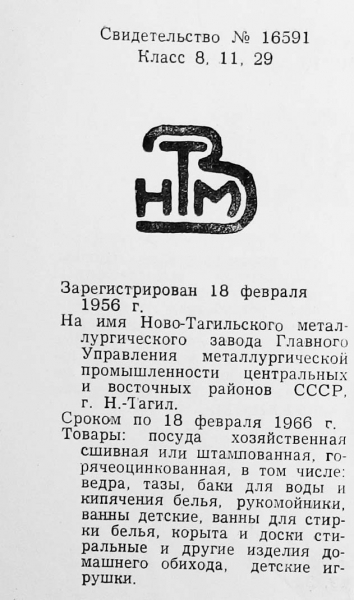 Свидетельство № 16591
Класс 8, 11, 29
НТМЗ
Зарегистрирован 18 февраля
1956 г.
На имя Ново-Тагильского метал-
лургического завода Главного
Управления металлургической
промышленности центральных
и восточных районов СССР,
г. Н.-Тагил.
Сроком по 18 февраля 1966 г.
Товары: посуда хозяйственная
сшивная или штампованная, го-
рячеоцинкованная, в том числе:
ведра, тазы, баки для воды и
кипячения белья, рукомойники,
ванны детские, ванны для стир-
ки белья, корыта и доски сти-
ральные и другие изделия до-
машнего обихода, детские иг-
рушки.